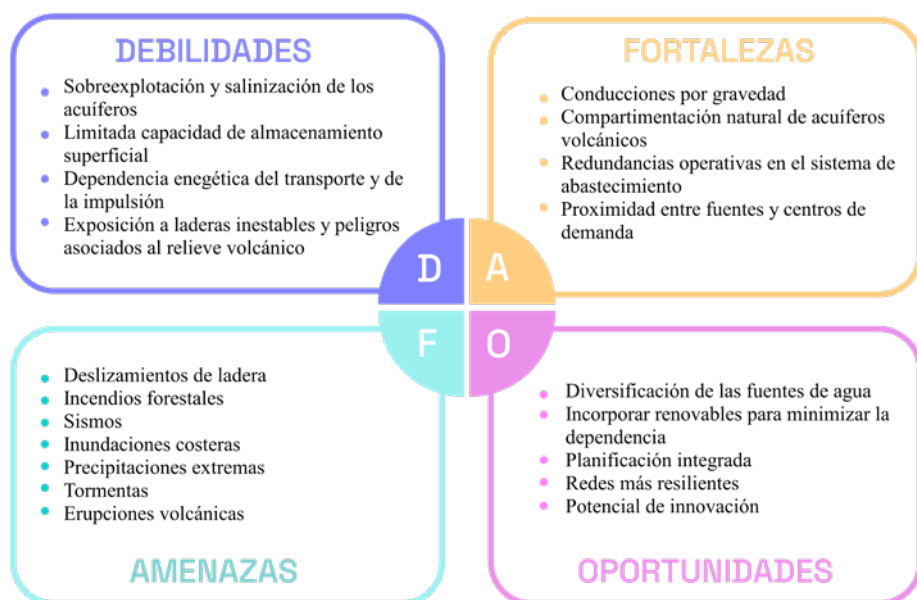 DEBILIDADES
Sobreexplotación y salinización de los
acuíferos
Limitada capacidad de almacenamiento
superficial
Dependencia enegética del transporte y de
la impulsión
Exposición a laderas inestables y peligros
asociados al relieve volcánico
FORTALEZAS
Conducciones por gravedad
Compartimentación natural de acuíferos
volcánicos
Redundancias operativas en el sistema de
abastecimiento
Proximidad entre fuentes y centros de
demanda
D
A
F
O
Deslizamientos de ladera
Incendios forestales
Sismos
Inundaciones costeras
Precipitaciones extremas
Tormentas
Erupciones volcánicas
AMENAZAS
Diversificación de las fuentes de agua
Incorporar renovables para minimizar la
dependencia
Planificación integrada
Redes más resilientes
Potencial de innovación
OPORTUNIDADES